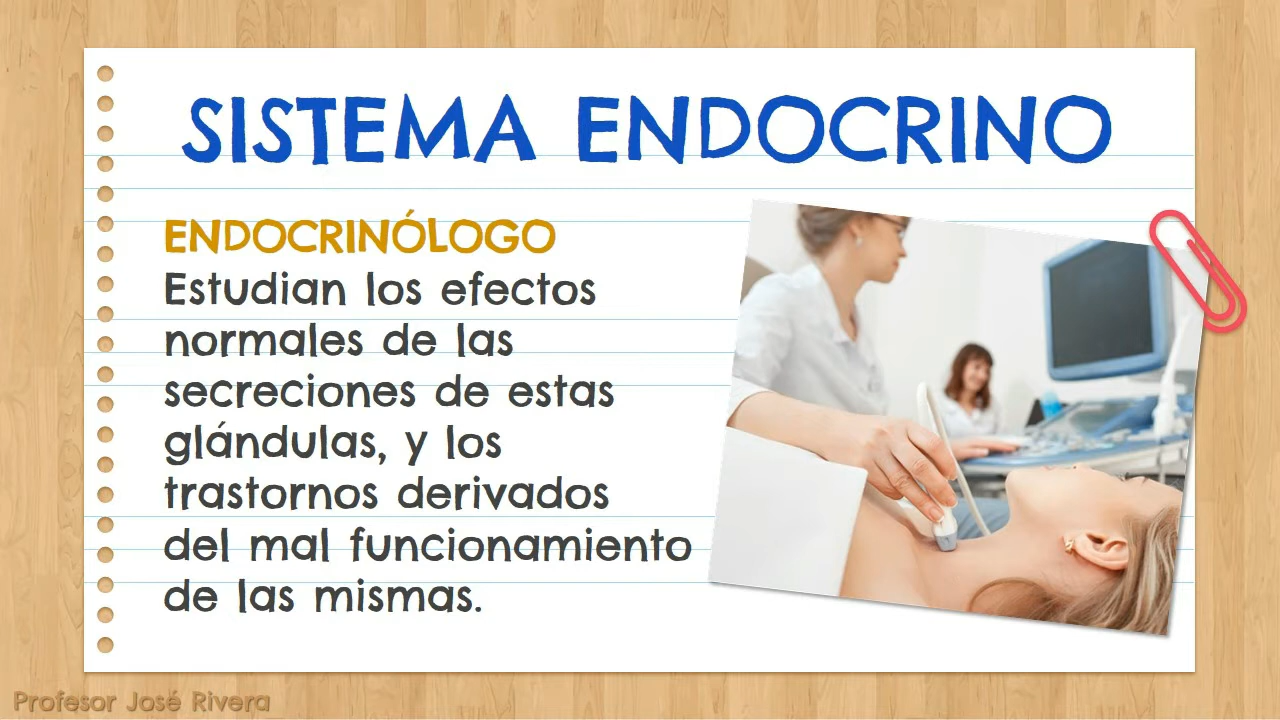 SISTEMA ENDOCRINO
ENDOCRINÓLOGO
Estudian los efectos
normales de las
secreciones de estas
glándulas, y los
trastornos derivados
del mal funcionamiento
de las mismas.
Profesor José Rivera